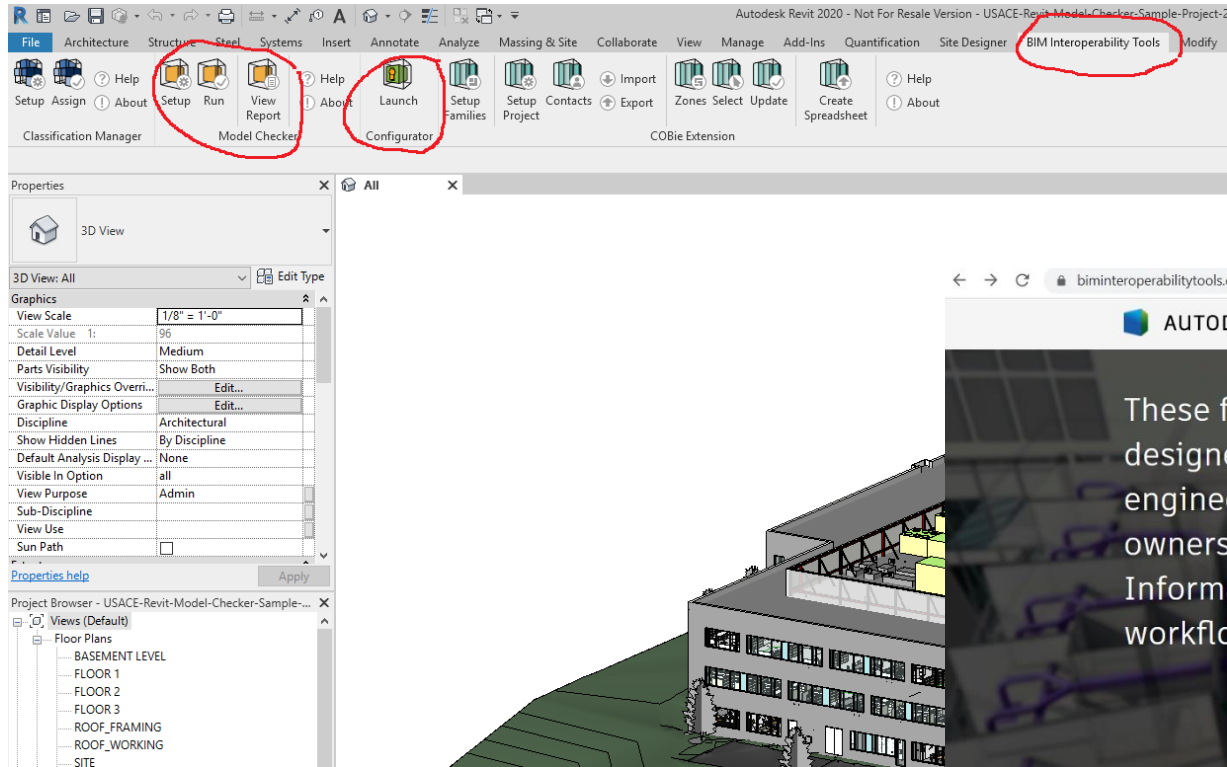 Autodesk Revit 2020 - Not For Resale Version - USACE-Revit-Model-Checker-Sample-Project-2
File Architecture Structure Steel Systems Insert Annotate Analyze Massing & Site Collaborate View Manage Add-Ins Quantification Site Designer BIM Interoperability Tools Modify
Setup Assign Help About
Classification Manager
Setup Run View Report Help About
Model Checker
Launch
Configurator
Setup Families Setup Project Contacts Import Export Zones Select Update Create Spreadsheet Help About
COBie Extension
Properties
3D View
3D View: All
Edit Type
Graphics
View Scale 1/8" = 1'-0"
Scale Value 1: 96
Detail Level Medium
Parts Visibility Show Both
Visibility/Graphics Overri... Edit...
Graphic Display Options Edit...
Discipline Architectural
Show Hidden Lines By Discipline
Default Analysis Display ... None
Visible In Option all
View Purpose Admin
Sub-Discipline
View Use
Sun Path
Properties help Apply
Project Browser - USACE-Revit-Model-Checker-Sample-...
Views (Default)
Floor Plans
BASEMENT LEVEL
FLOOR 1
FLOOR 2
FLOOR 3
ROOF_FRAMING
ROOF_WORKING
SITE
All
biminteroperabilitytools.
AUTOD
These f
designe
engine
owners
Inform
workflo